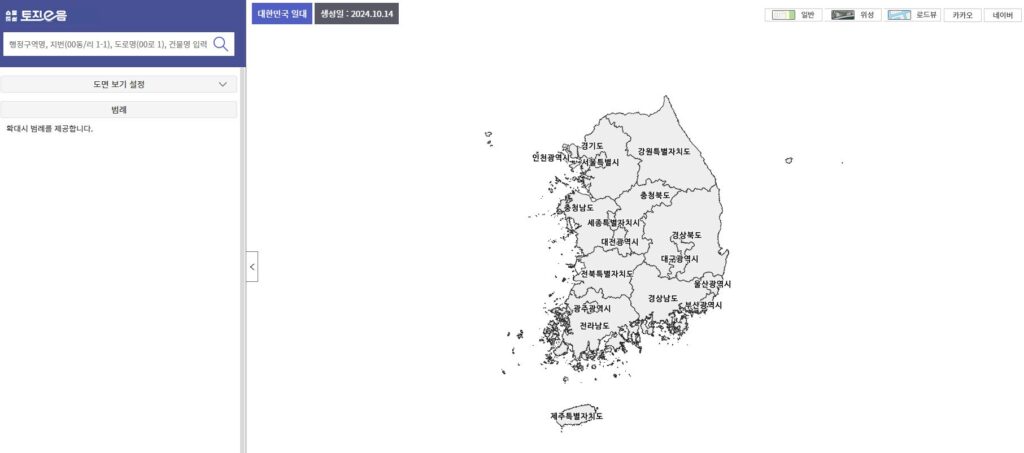 토지e음
행정구역명, 지번(00동/리 1-1), 도로명(00로 1), 건물명 입력
도면 보기 설정
범례
확대시 범례를 제공합니다.
대한민국 일대
생성일 : 2024.10.14
일반
위성
로드뷰
카카오
네이버
경기도
강원특별자치도
인천광역시
서울특별시
충청북도
충청남도
세종특별자치시
경상북도
대전광역시
대구광역시
전북특별자치도
울산광역시
경상남도
부산광역시
광주광역시
전라남도
제주특별자치도